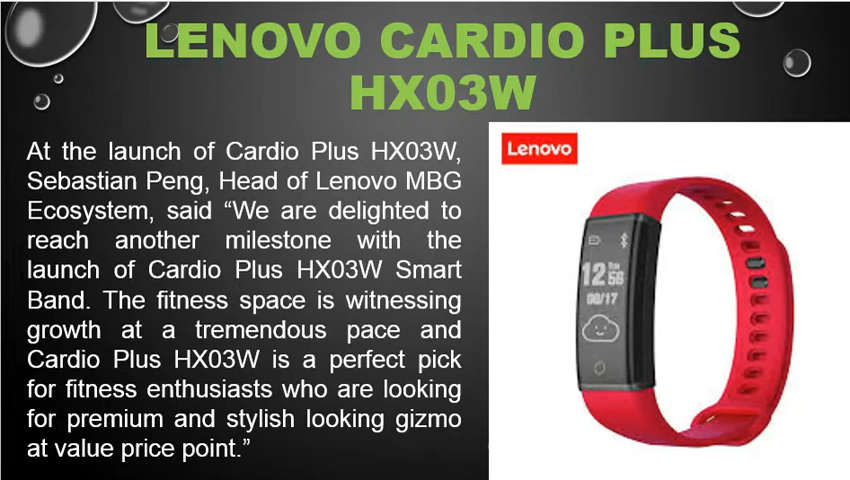 LENOVO CARDIO PLUS
HX03W
At the launch of Cardio Plus HX03W,
Sebastian Peng, Head of Lenovo MBG
Ecosystem, said “We are delighted to
reach another milestone with the
launch of Cardio Plus HX03W Smart
Band. The fitness space is witnessing
growth at a tremendous pace and
Cardio Plus HX03W is a perfect pick
for fitness enthusiasts who are looking
for premium and stylish looking gizmo
at value price point.”
Lenovo
12 56
08/17